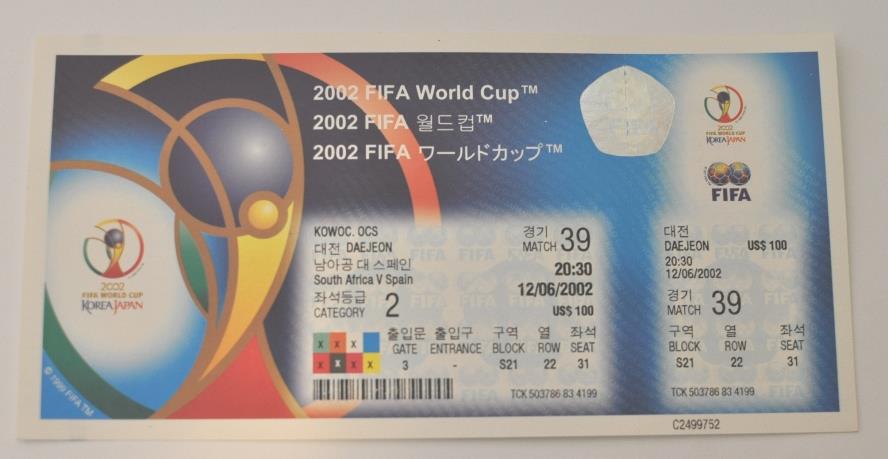 2002 FIFA World Cup™
2002 FIFA 월드컵™
2002 FIFA ワールドカップ™
2002
FIFA WORLD CUP
KOREAJAPAN
© 1999 FIFA TM
KOWOC. OCS
대전 DAEJEON
남아공 대 스페인
South Africa V Spain
좌석등급
CATEGORY 2
경기
MATCH 39
20:30
12/06/2002
US$ 100
X X X
X X X X
출입문 출입구 구역 열 좌석
GATE ENTRANCE BLOCK ROW SEAT
3 - S21 22 31
TCK 503786 83 4199
2002
FIFA WORLD CUP
KOREAJAPAN
FIFA
대전
DAEJEON US$ 100
20:30
12/06/2002
경기
MATCH 39
구역 열 좌석
BLOCK ROW SEAT
S21 22 31
TCK 503786 83 4199
C2499752